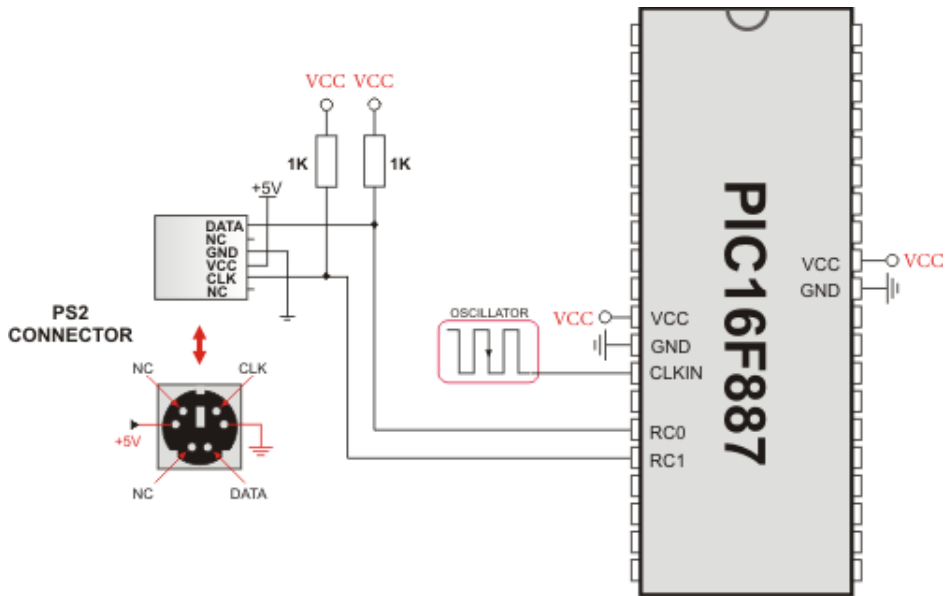 VCC VCC
1K 1K
+5V
DATA
NC
GND
VCC
CLK
NC
PS2
CONNECTOR
NC CLK
+5V
NC DATA
OSCILLATOR
VCC
VCC
GND
CLKIN
RC0
RC1
PIC16F887
VCC VCC
GND